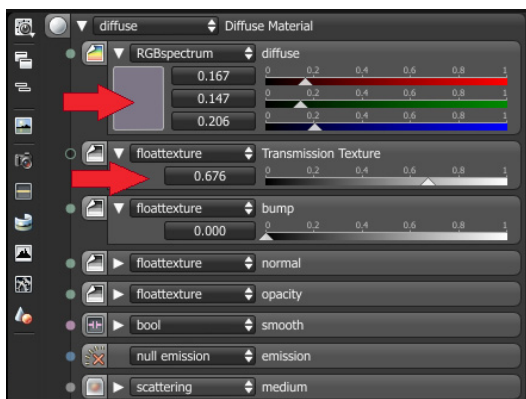 diffuse Diffuse Material
RGBspectrum diffuse
0 0,2 0,4 0,6 0,8 1
0.167
0 0,2 0,4 0,6 0,8 1
0.147
0 0,2 0,4 0,6 0,8 1
0.206
floattexture Transmission Texture
0 0,2 0,4 0,6 0,8 1
0.676
floattexture bump
0 0,2 0,4 0,6 0,8 1
0.000
floattexture normal
floattexture opacity
bool smooth
null emission emission
scattering medium